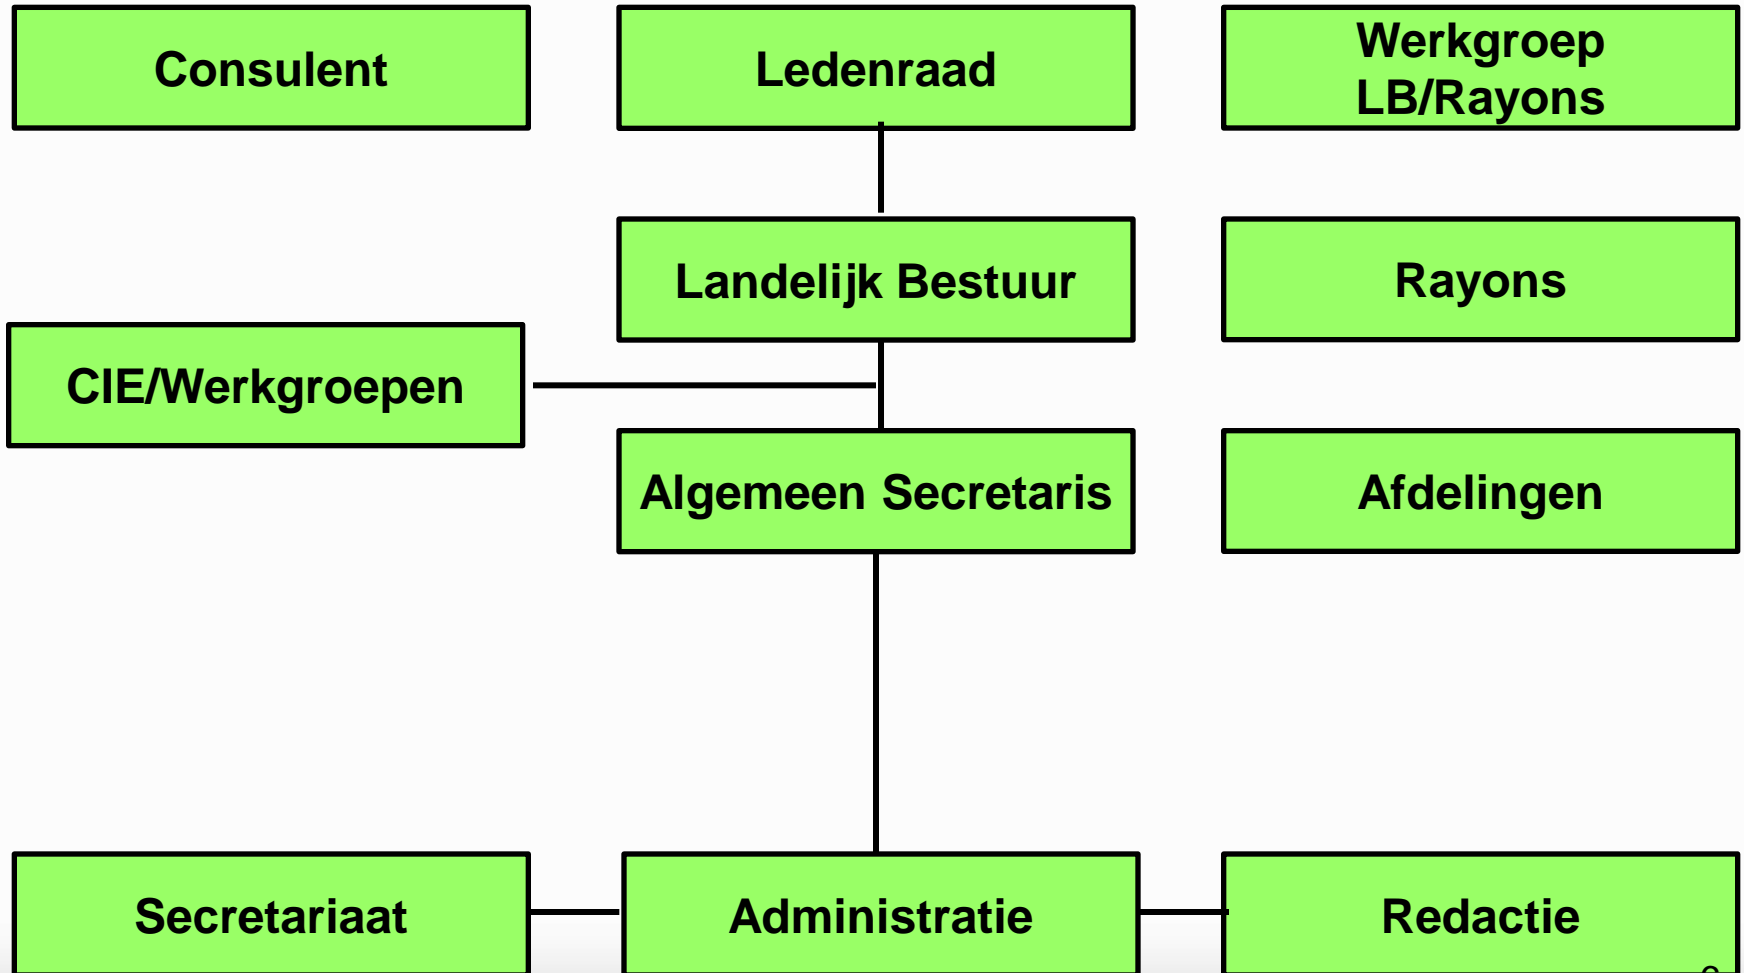 Consulent
Ledenraad
Werkgroep
LB/Rayons
Landelijk Bestuur
Rayons
CIE/Werkgroepen
Algemeen Secretaris
Afdelingen
Secretariaat
Administratie
Redactie